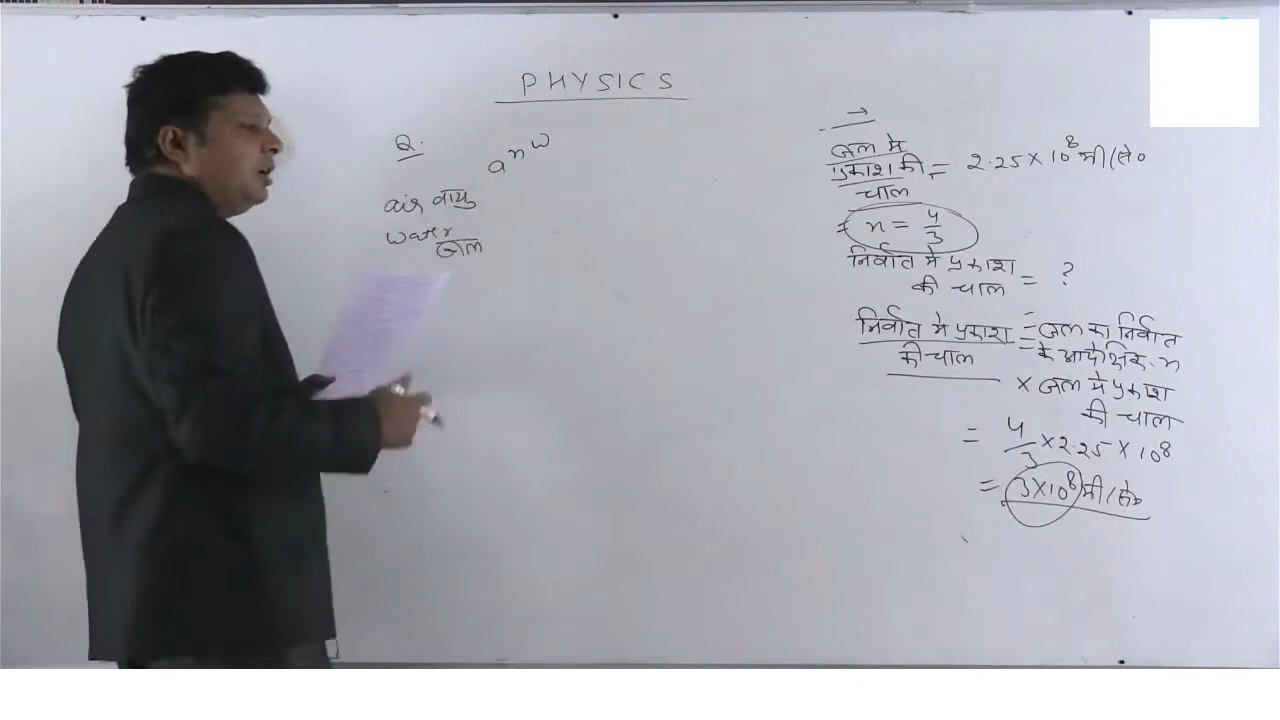 PHYSICS
Q.
a n w
air वायु
water
जल
→
जल मे
प्रकाश की = 2.25 × 10⁸ मी/से०
चाल
n = 4/3
निर्वात मे प्रकाश
की चाल = ?
निर्वात मे प्रकाश = जल का निर्वात
की चाल = के आपेक्षिक n
× जल मे प्रकाश
की चाल
= 4/3 × 2.25 × 10⁸
= 3×10⁸ मी/से०